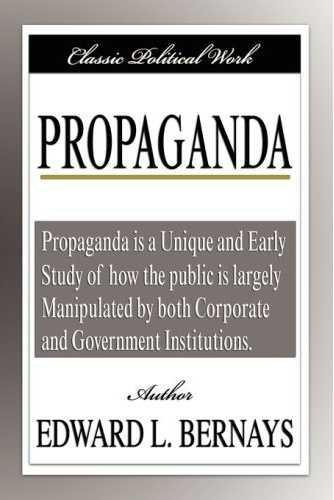 Classic Political Work
PROPAGANDA
Propaganda is a Unique and Early
Study of how the public is largely
Manipulated by both Corporate
and Government Institutions.
Author
EDWARD L. BERNAYS